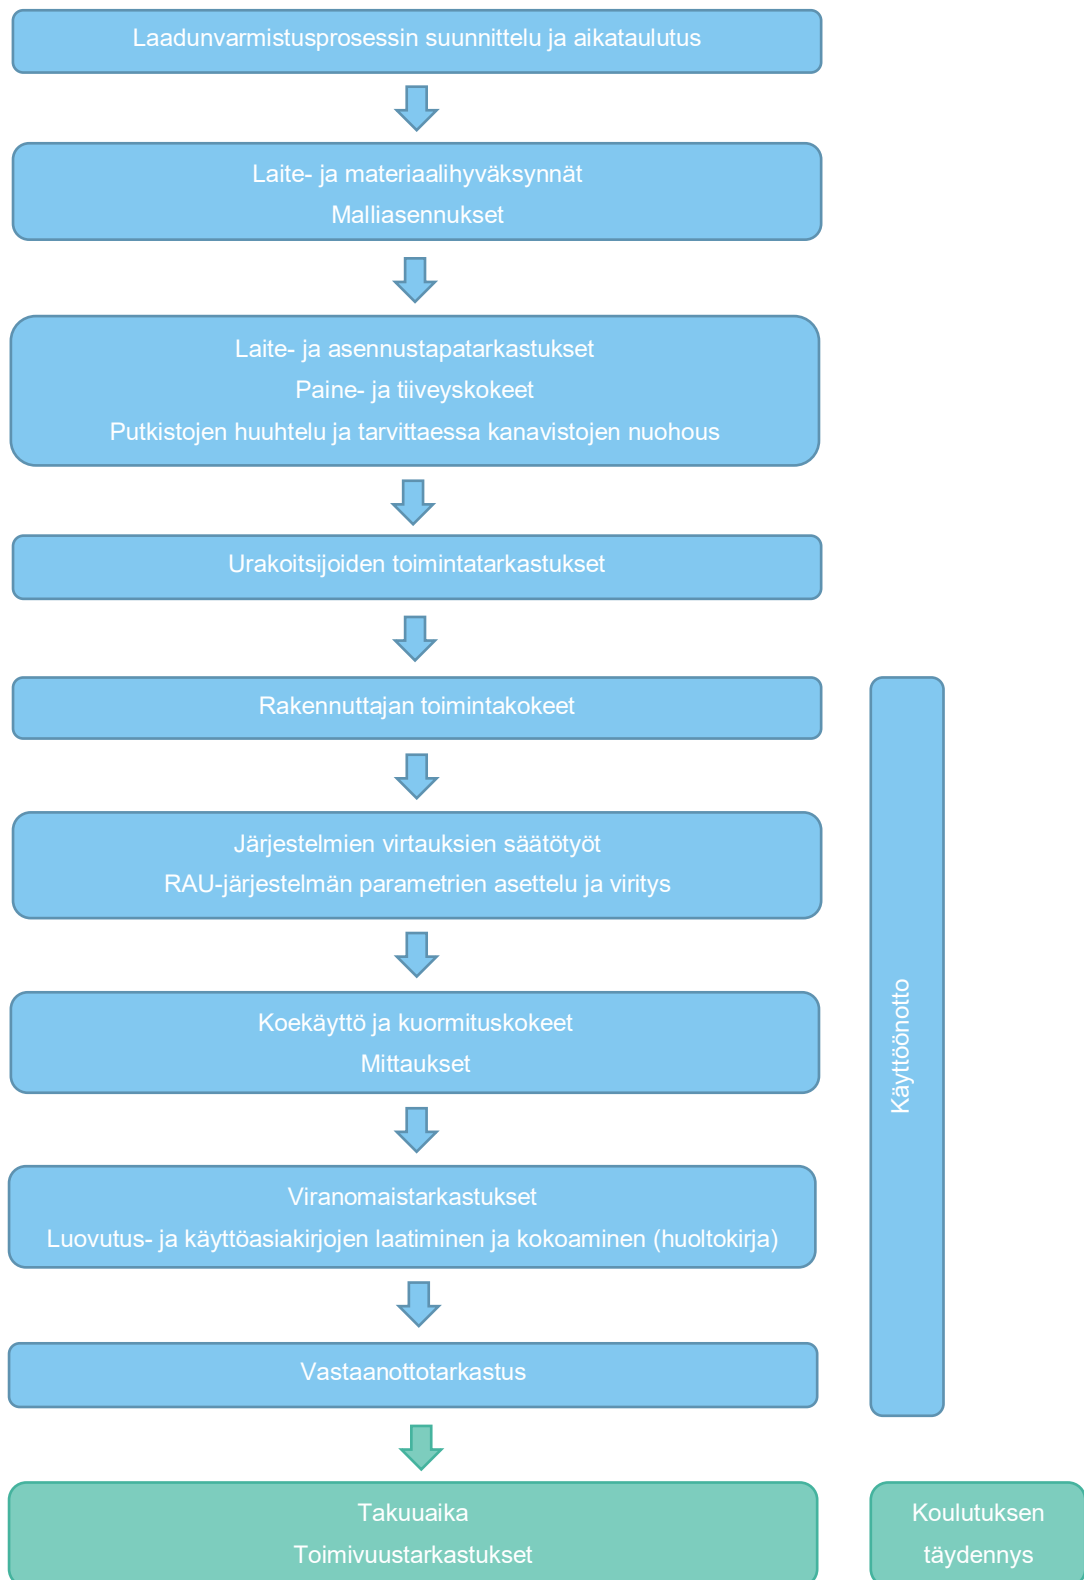 Laadunvarmistusprosessin suunnittelu ja aikataulutus
Laite- ja materiaalihyväksynnät
Malliasennukset
Laite- ja asennustapatarkastukset
Paine- ja tiiveyskokeet
Putkistojen huuhtelu ja tarvittaessa kanavistojen nuohous
Urakoitsijoiden toimintatarkastukset
Rakennuttajan toimintakokeet
Järjestelmien virtauksien säätötyöt
RAU-järjestelmän parametrien asettelu ja viritys
Koekäyttö ja kuormituskokeet
Mittaukset
Viranomaistarkastukset
Luovutus- ja käyttöasiakirjojen laatiminen ja kokoaminen (huoltokirja)
Vastaanottotarkastus
Käyttöönotto
Takuuaika
Toimivuustarkastukset
Koulutuksen
täydennys